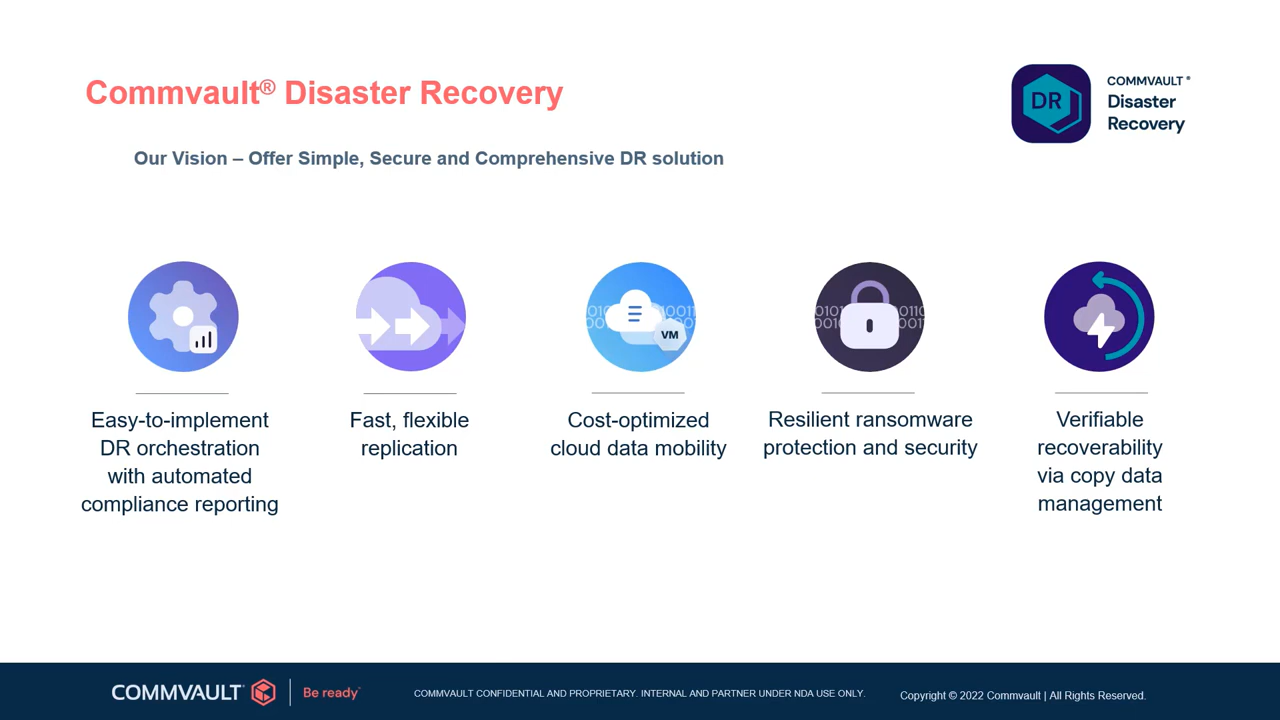 Commvault® Disaster Recovery
DR
COMMVAULT®
Disaster
Recovery
Our Vision – Offer Simple, Secure and Comprehensive DR solution
VM
Easy-to-implement
DR orchestration
with automated
compliance reporting
Fast, flexible
replication
Cost-optimized
cloud data mobility
Resilient ransomware
protection and security
Verifiable
recoverability
via copy data
management
COMMVAULT
Be ready
COMMVAULT CONFIDENTIAL AND PROPRIETARY. INTERNAL AND PARTNER UNDER NDA USE ONLY.
Copyright © 2022 Commvault | All Rights Reserved.